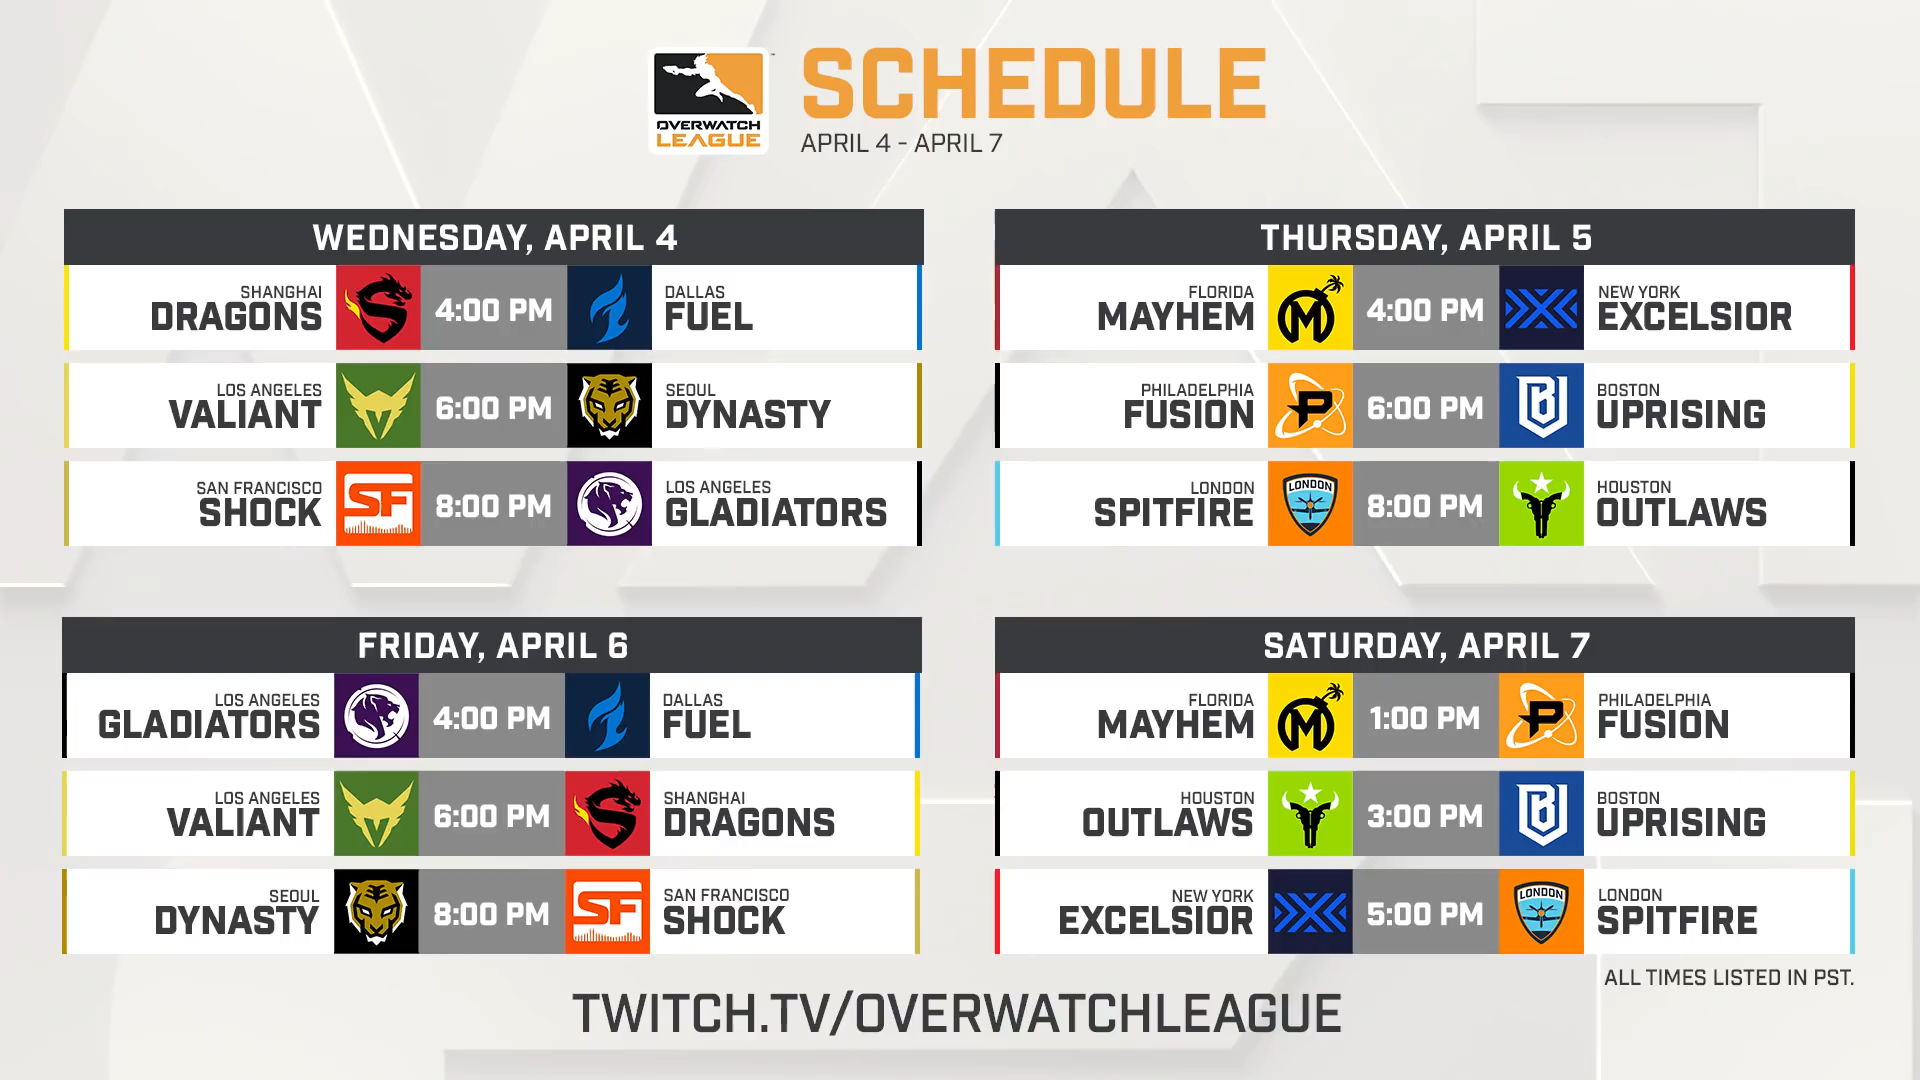 OVERWATCH
LEAGUE
SCHEDULE
APRIL 4 - APRIL 7
WEDNESDAY, APRIL 4
SHANGHAI
DRAGONS
4:00 PM
DALLAS
FUEL
LOS ANGELES
VALIANT
6:00 PM
SEOUL
DYNASTY
SAN FRANCISCO
SHOCK
SF
8:00 PM
LOS ANGELES
GLADIATORS
THURSDAY, APRIL 5
FLORIDA
MAYHEM
M
4:00 PM
NEW YORK
EXCELSIOR
PHILADELPHIA
FUSION
P
6:00 PM
B
BOSTON
UPRISING
LONDON
SPITFIRE
LONDON
8:00 PM
HOUSTON
OUTLAWS
FRIDAY, APRIL 6
LOS ANGELES
GLADIATORS
4:00 PM
DALLAS
FUEL
LOS ANGELES
VALIANT
6:00 PM
SHANGHAI
DRAGONS
SEOUL
DYNASTY
8:00 PM
SF
SAN FRANCISCO
SHOCK
SATURDAY, APRIL 7
FLORIDA
MAYHEM
M
1:00 PM
P
PHILADELPHIA
FUSION
HOUSTON
OUTLAWS
3:00 PM
B
BOSTON
UPRISING
NEW YORK
EXCELSIOR
5:00 PM
LONDON
LONDON
SPITFIRE
ALL TIMES LISTED IN PST.
TWITCH.TV/OVERWATCHLEAGUE